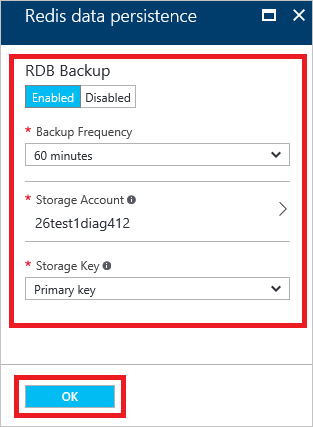 Redis data persistence
RDB Backup
Enabled Disabled
* Backup Frequency
60 minutes
* Storage Account
26test1diag412
* Storage Key
Primary key
OK